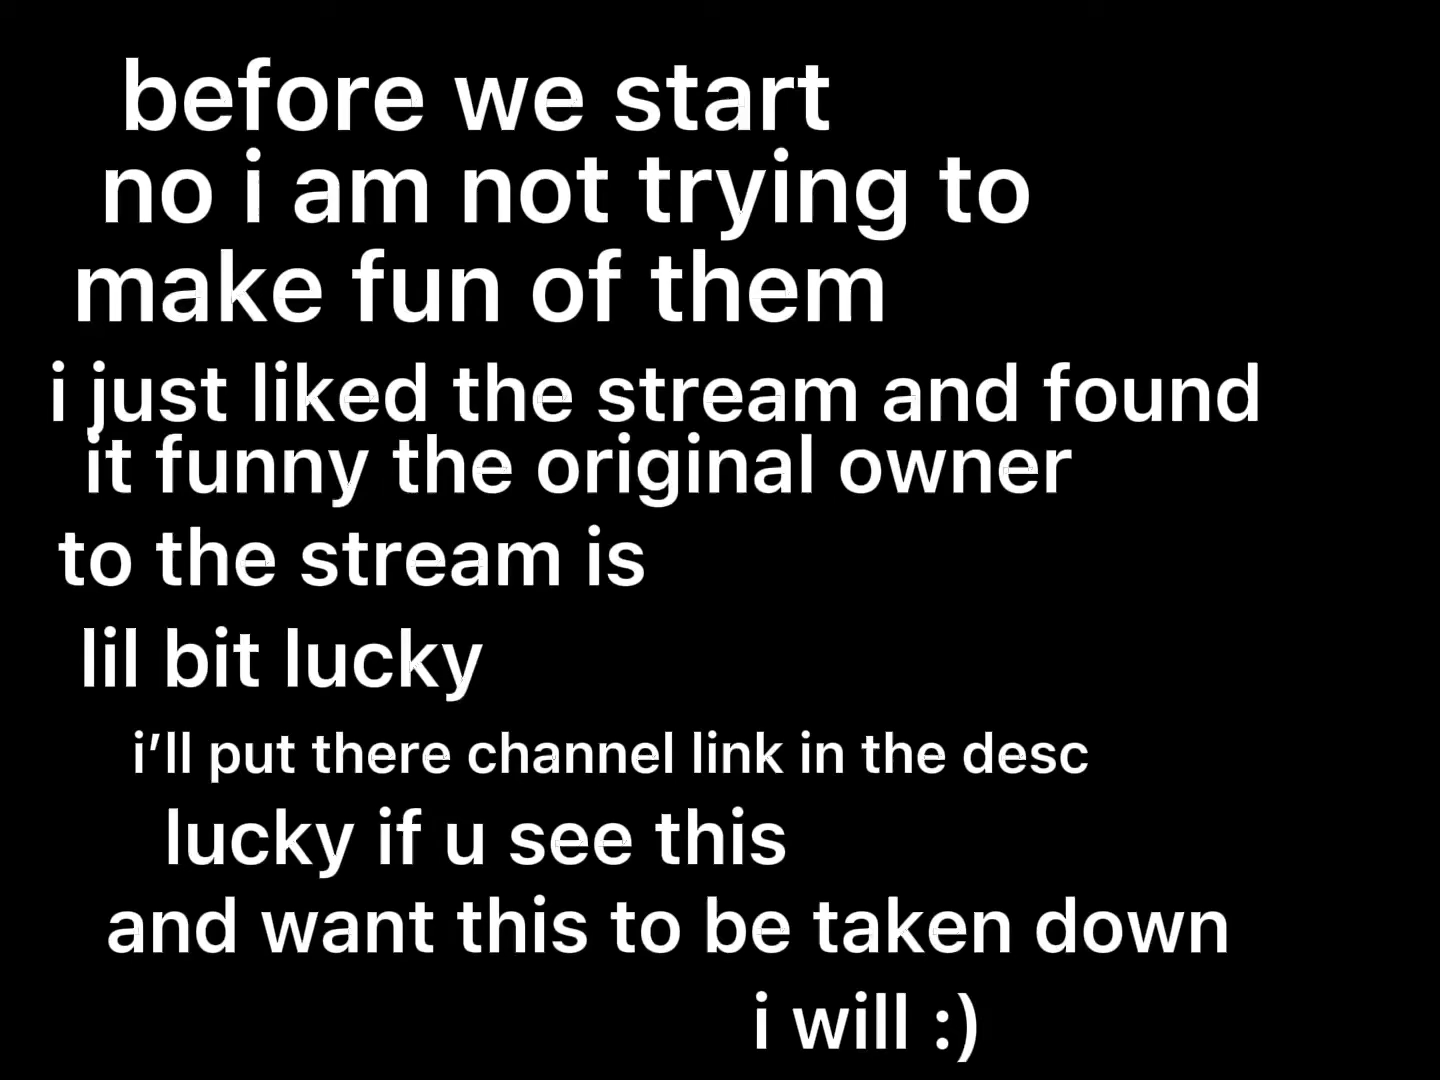 before we start
no i am not trying to
make fun of them
i just liked the stream and found
it funny the original owner
to the stream is
lil bit lucky
i’ll put there channel link in the desc
lucky if u see this
and want this to be taken down
i will :)